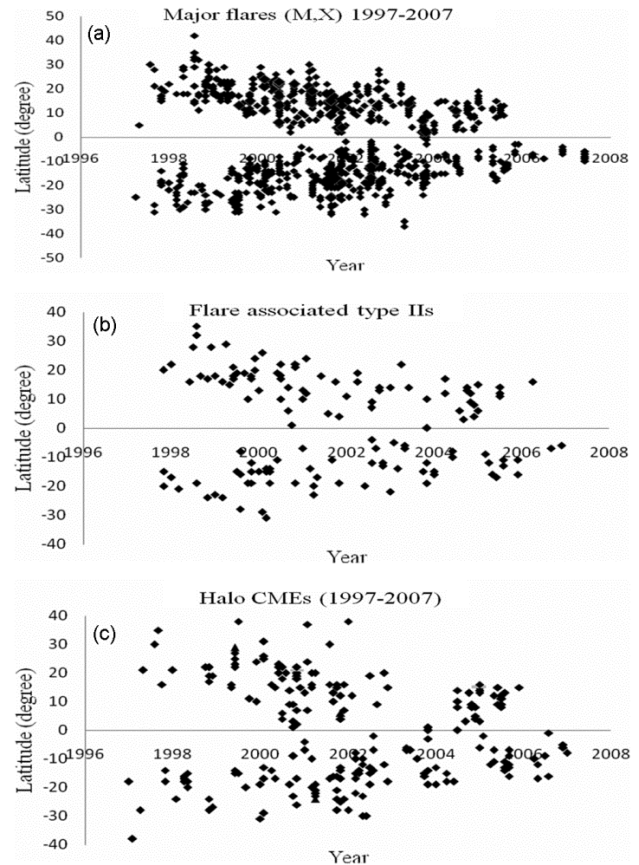 Major flares (M,X) 1997-2007
(a)
50
40
30
20
10
0
-10
-20
-30
-40
-50
Latitude (degree)
1996 1998 2000 2002 2004 2006 2008
Year
Flare associated type IIs
(b)
40
30
20
10
0
-10
-20
-30
-40
Latitude (degree)
1996 1998 2000 2002 2004 2006 2008
Year
Halo CMEs (1997-2007)
(c)
40
30
20
10
0
-10
-20
-30
-40
Latitude (degree)
1996 1998 2000 2002 2004 2006 2008
Year